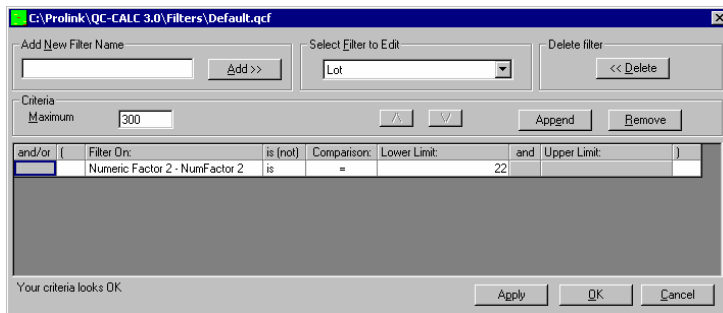 C:\Prolink\QC-CALC 3.0\Filters\Default.qcf
Add New Filter Name Select Filter to Edit Delete filter
Add >> Lot << Delete
Criteria
Maximum 300 /\ \/ Append Remove
and/or ( Filter On: is (not) Comparison: Lower Limit: and Upper Limit: )
Numeric Factor 2 - NumFactor 2 is = 22
Your criteria looks OK
Apply OK Cancel